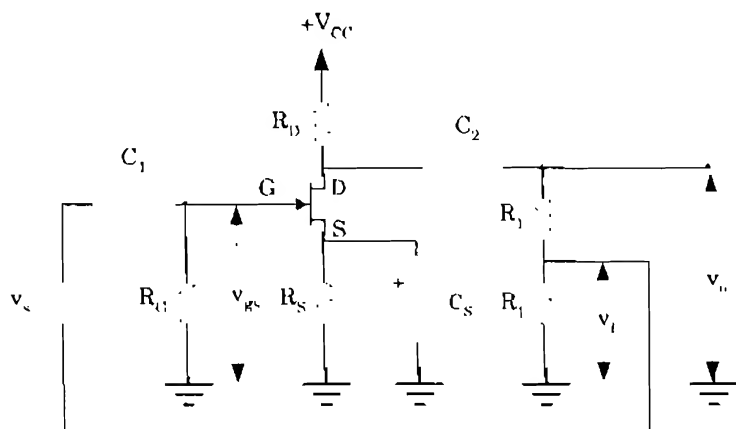 +V_CC
R_D
C_2
C_1
G
D
S
R_1
v_s
R_G
v_gs
R_S
+
C_S
R_1
v_f
v_o